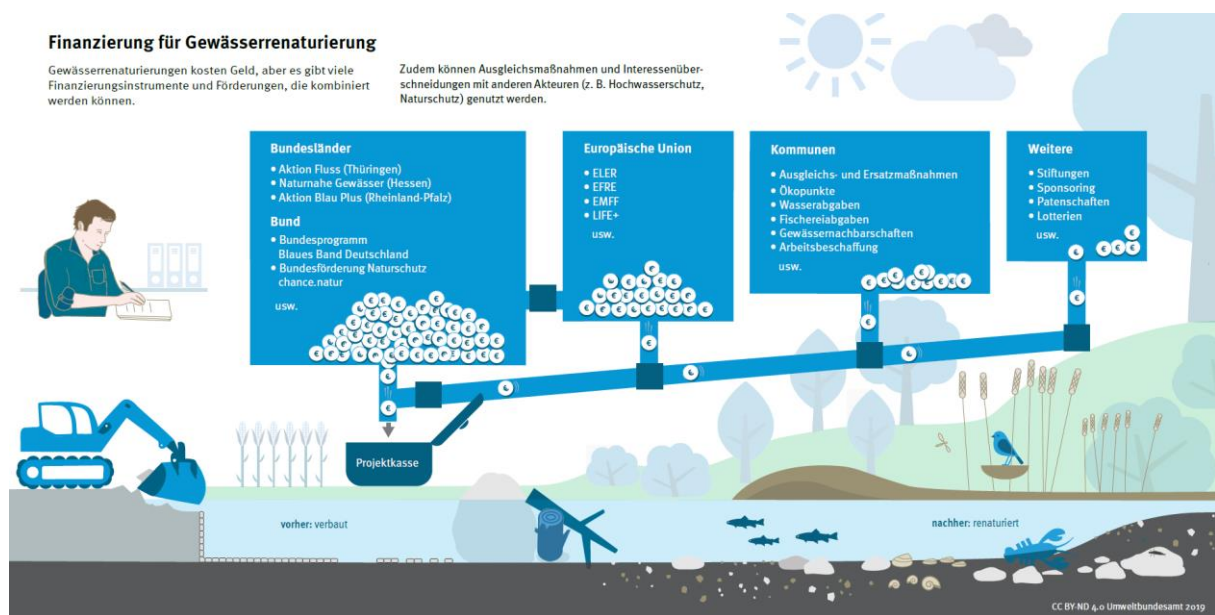 Finanzierung für Gewässerrenaturierung
Gewässerrenaturierungen kosten Geld, aber es gibt viele
Finanzierungsinstrumente und Förderungen, die kombiniert
werden können.
Zudem können Ausgleichsmaßnahmen und Interessenüber-
schneidungen mit anderen Akteuren (z. B. Hochwasserschutz,
Naturschutz) genutzt werden.
Bundesländer
• Aktion Fluss (Thüringen)
• Naturnahe Gewässer (Hessen)
• Aktion Blau Plus (Rheinland-Pfalz)
Bund
• Bundesprogramm
Blaues Band Deutschland
• Bundesförderung Naturschutz
chance.natur
usw.
Europäische Union
• ELER
• EFRE
• EMFF
• LIFE+
usw.
Kommunen
• Ausgleichs- und Ersatzmaßnahmen
• Ökopunkte
• Wasserabgaben
• Fischereiabgaben
• Gewässernachbarschaften
• Arbeitsbeschaffung
usw.
Weitere
• Stiftungen
• Sponsoring
• Patenschaften
• Lotterien
usw.
Projektkasse
vorher: verbaut
nachher: renaturiert
CC BY-ND 4.0 Umweltbundesamt 2019